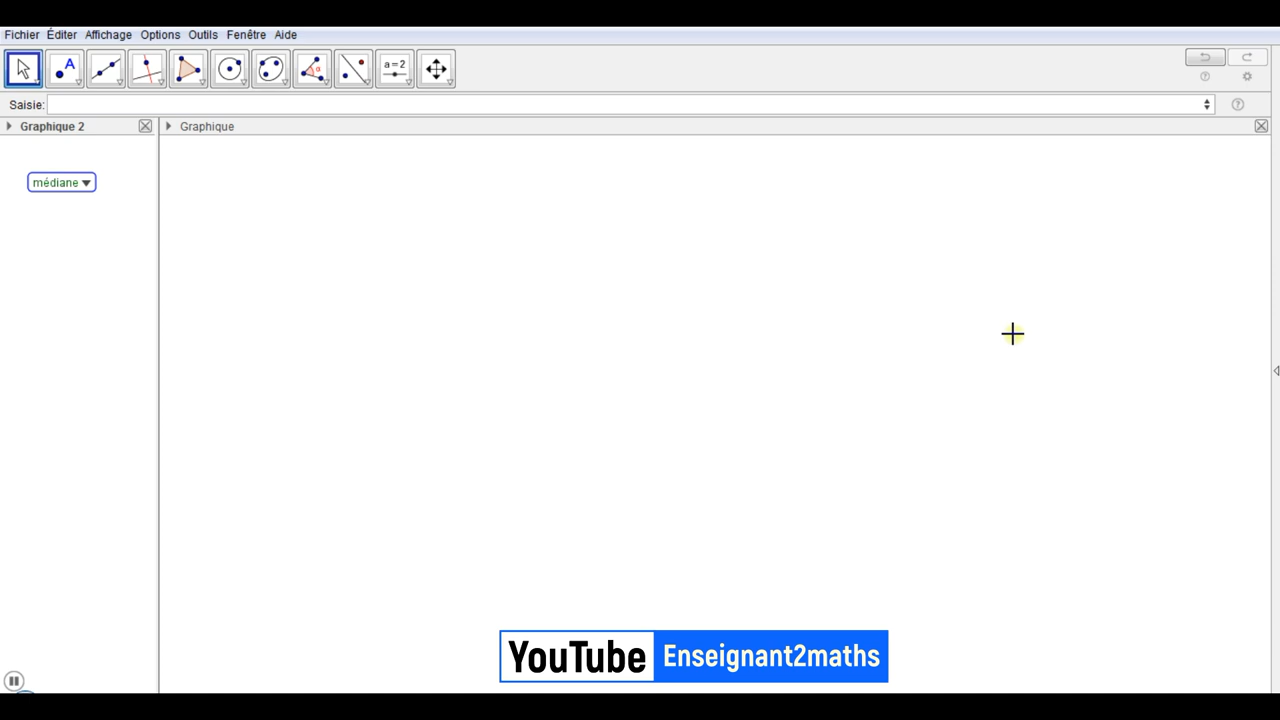 Fichier Éditer Affichage Options Outils Fenêtre Aide
A
α
a = 2
Saisie:
Graphique 2
Graphique
médiane
YouTube Enseignant2maths